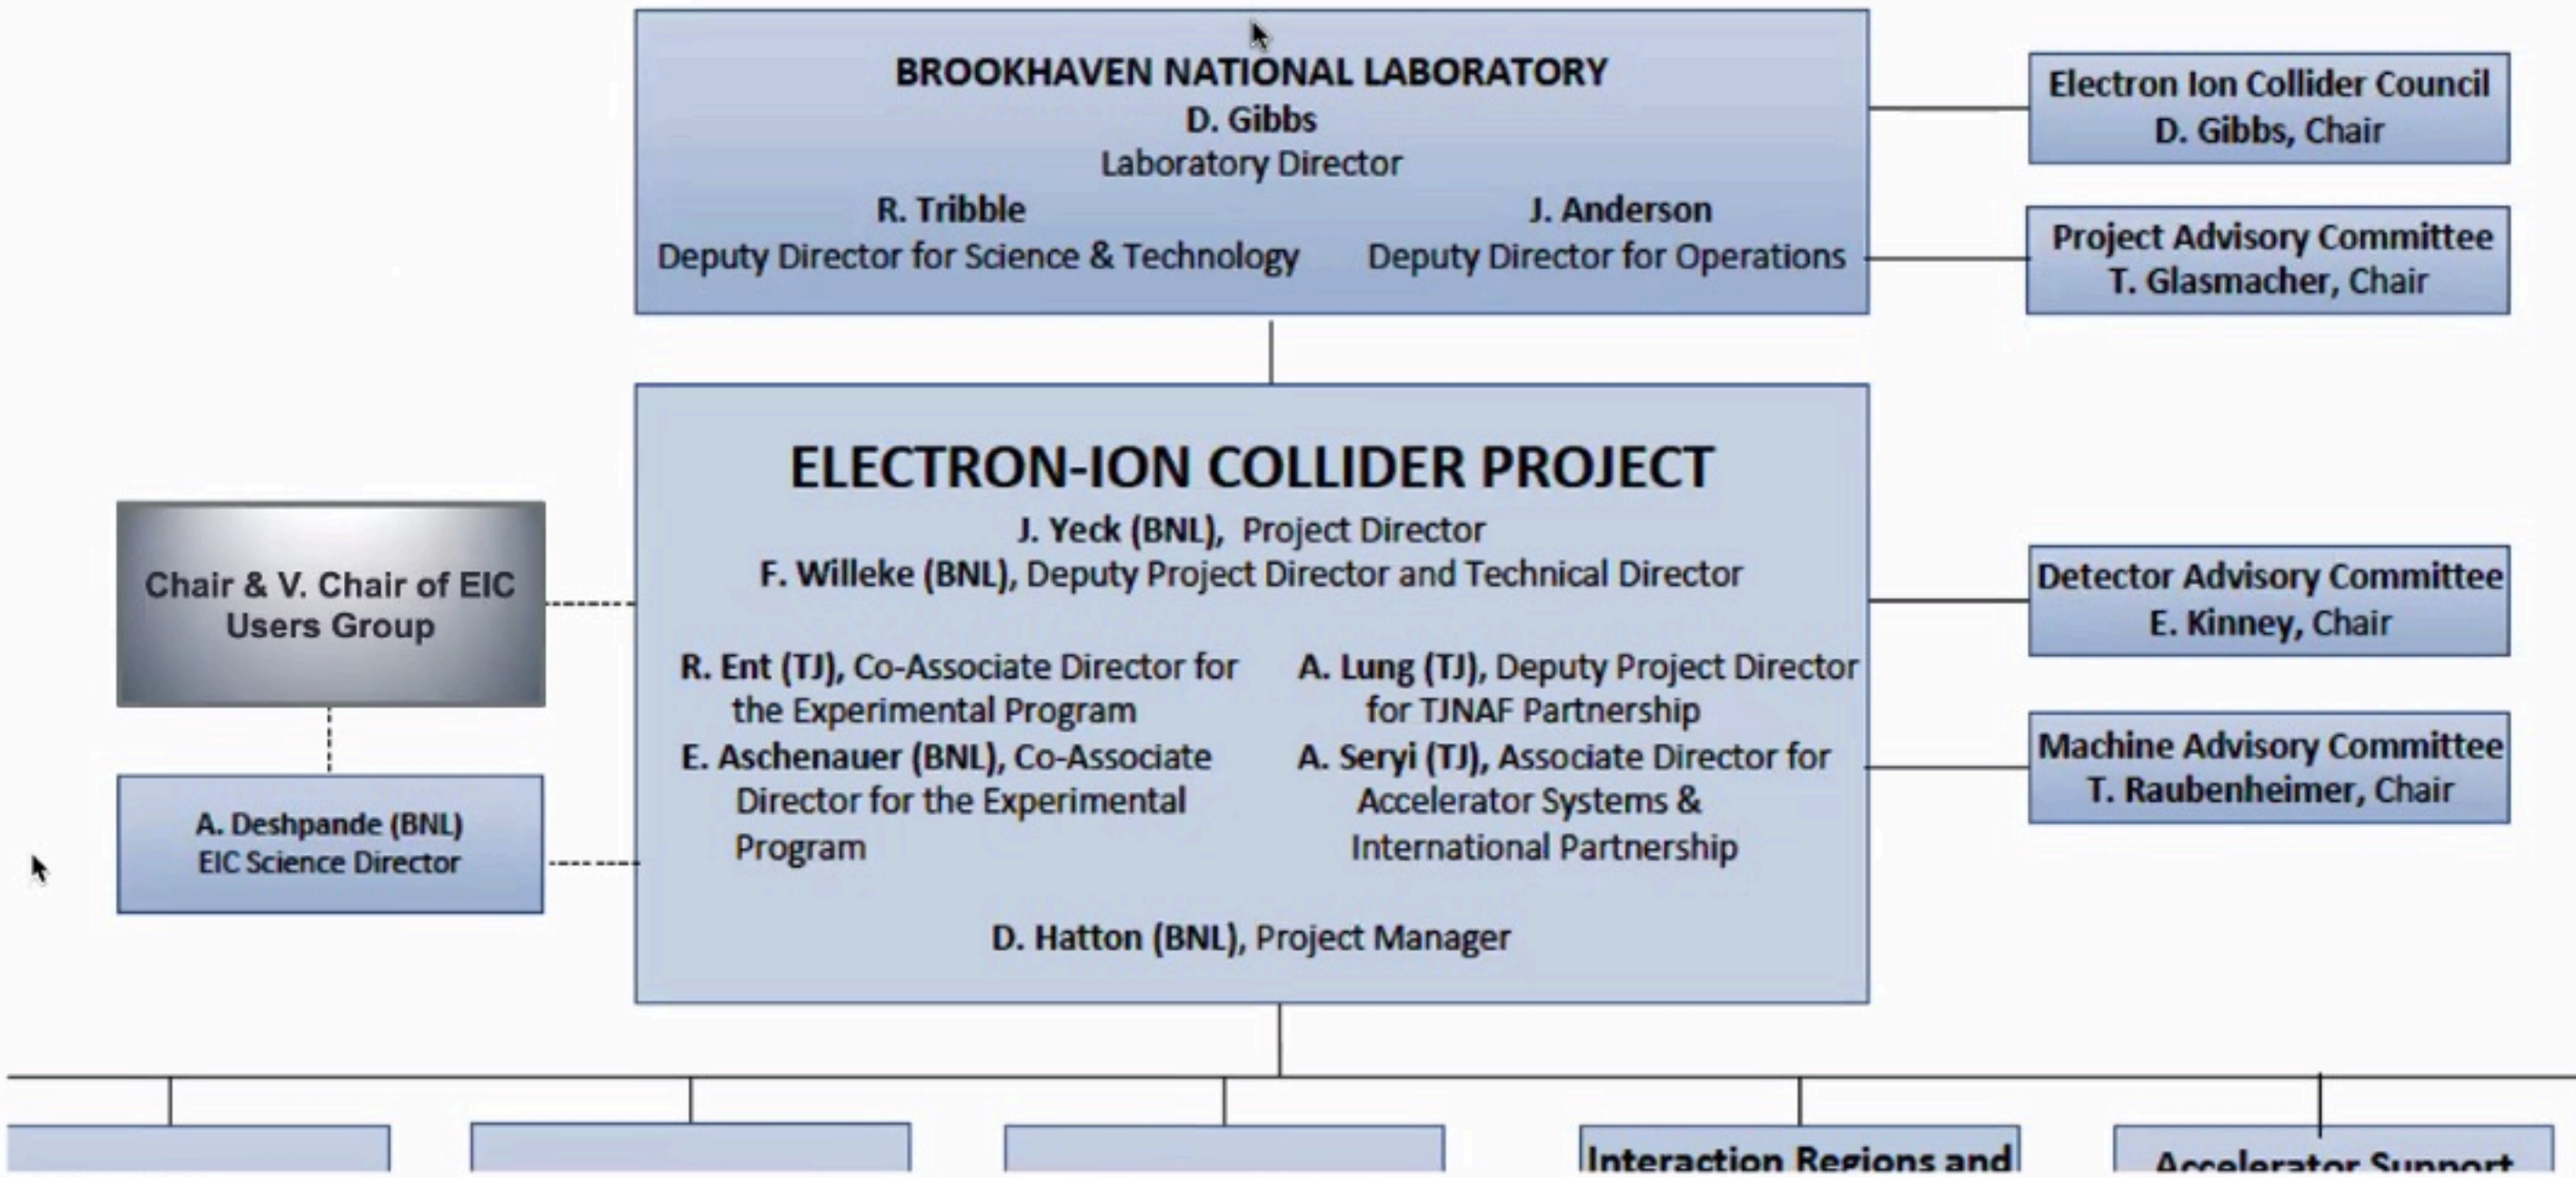 BROOKHAVEN NATIONAL LABORATORY
D. Gibbs
Laboratory Director
R. Tribble
Deputy Director for Science & Technology
J. Anderson
Deputy Director for Operations
Electron Ion Collider Council
D. Gibbs, Chair
Project Advisory Committee
T. Glasmacher, Chair
ELECTRON-ION COLLIDER PROJECT
J. Yeck (BNL), Project Director
F. Willeke (BNL), Deputy Project Director and Technical Director
R. Ent (TJ), Co-Associate Director for
the Experimental Program
E. Aschenauer (BNL), Co-Associate
Director for the Experimental
Program
A. Lung (TJ), Deputy Project Director
for TJNAF Partnership
A. Seryi (TJ), Associate Director for
Accelerator Systems &
International Partnership
D. Hatton (BNL), Project Manager
Chair & V. Chair of EIC
Users Group
A. Deshpande (BNL)
EIC Science Director
Detector Advisory Committee
E. Kinney, Chair
Machine Advisory Committee
T. Raubenheimer, Chair
Interaction Regions and
Accelerator Support